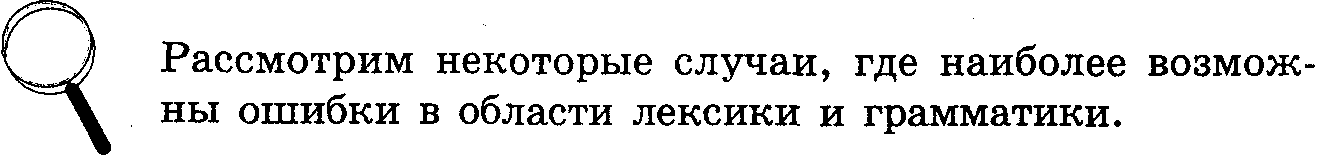 Рассмотрим некоторые случаи, где наиболее возмож-
ны ошибки в области лексики и грамматики.